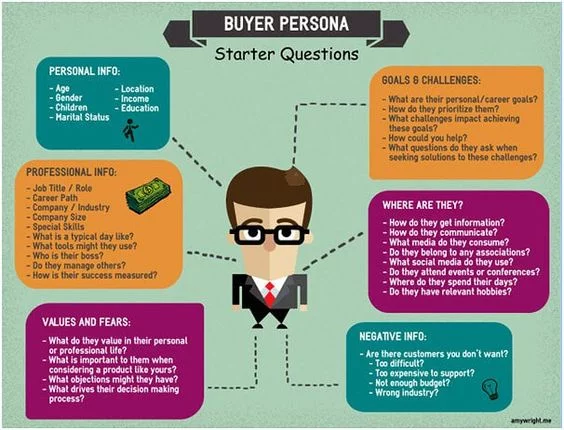 BUYER PERSONA
Starter Questions
PERSONAL INFO:
- Age
- Gender
- Children
- Marital Status
- Location
- Income
- Education
PROFESSIONAL INFO:
- Job Title / Role
- Career Path
- Company / Industry
- Company Size
- Special Skills
- What is a typical day like?
- What tools might they use?
- Who is their boss?
- Do they manage others?
- How is their success measured?
VALUES AND FEARS:
- What do they value in their personal
or professional life?
- What is important to them when
considering a product like yours?
- What objections might they have?
- What drives their decision making
process?
GOALS & CHALLENGES:
- What are their personal/career goals?
- How do they prioritize them?
- What challenges impact achieving
these goals?
- How could you help?
- What questions do they ask when
seeking solutions to these challenges?
WHERE ARE THEY?
- How do they get information?
- How do they communicate?
- What media do they consume?
- Do they belong to any associations?
- What social media do they use?
- Do they attend events or conferences?
- Where do they spend their days?
- Do they have relevant hobbies?
NEGATIVE INFO:
- Are there customers you don't want?
- Too difficult?
- Too expensive to support?
- Not enough budget?
- Wrong industry?
amywright.me